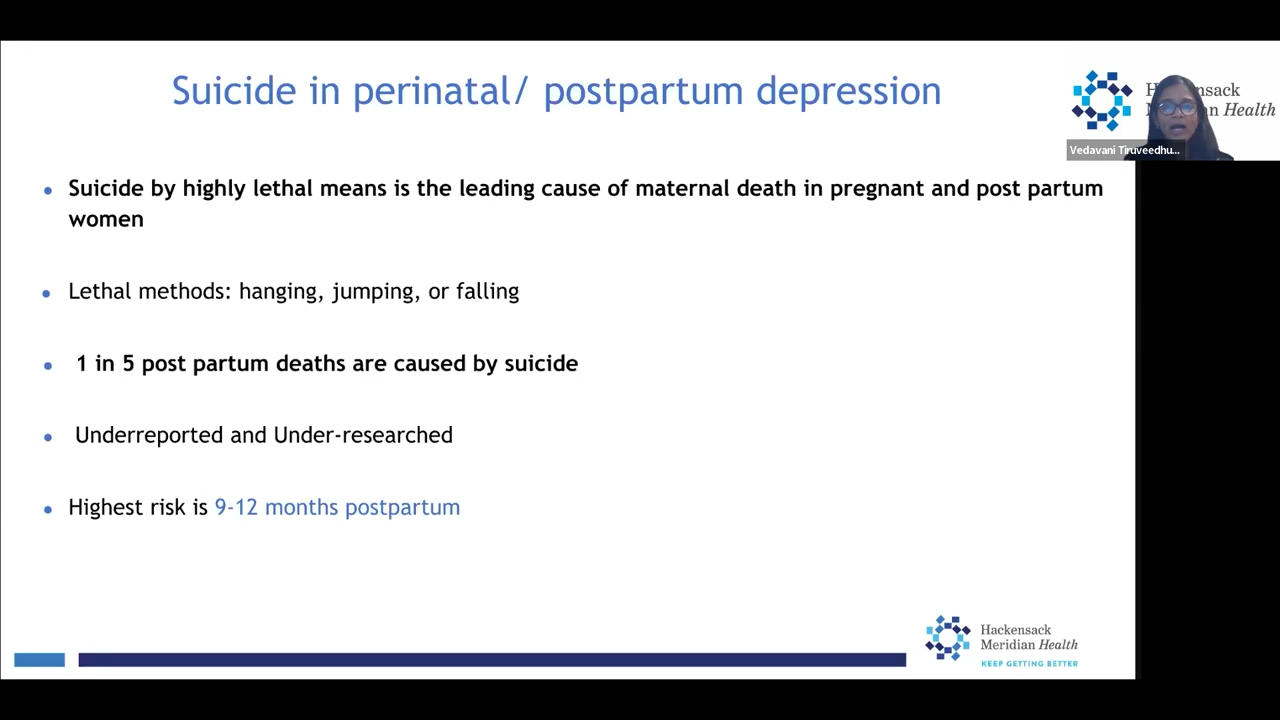 Suicide in perinatal/ postpartum depression
Hackensack
Meridian Health
Vedavani Tiruveedhu...
• Suicide by highly lethal means is the leading cause of maternal death in pregnant and post partum
women
• Lethal methods: hanging, jumping, or falling
• 1 in 5 post partum deaths are caused by suicide
• Underreported and Under-researched
• Highest risk is 9-12 months postpartum
Hackensack
Meridian Health
KEEP GETTING BETTER